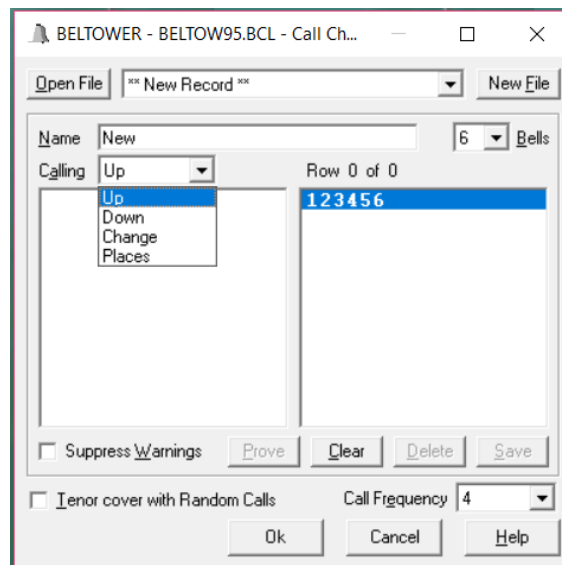 BELTOWER - BELTOW95.BCL - Call Ch...
Open File ** New Record ** New File
Name New 6 Bells
Calling Up Row 0 of 0
Up 123456
Down
Change
Places
Suppress Warnings Prove Clear Delete Save
Tenor cover with Random Calls Call Frequency 4
Ok Cancel Help